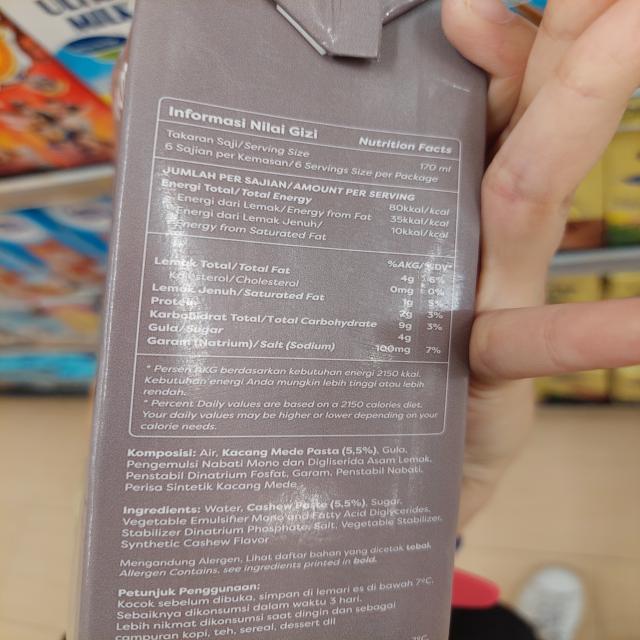 ULTRA
MILK
Informasi Nilai Gizi Nutrition Facts
Takaran Saji/Serving Size 170 ml
6 Sajian per Kemasan/6 Servings Size per Package
JUMLAH PER SAJIAN/AMOUNT PER SERVING
Energi Total/Total Energy 80kkal/kcal
Energi dari Lemak/Energy from Fat 35kkal/kcal
Energi dari Lemak Jenuh/ 10kkal/kcal
Energy from Saturated Fat
%AKG/%DV*
Lemak Total/Total Fat 4g 6%
Kolesterol/Cholesterol 0mg 0%
Lemak Jenuh/Saturated Fat 1g 5%
Protein 2g 3%
Karbohidrat Total/Total Carbohydrate 9g 3%
Gula/Sugar 4g
Garam (Natrium)/Salt (Sodium) 100mg 7%
* Persen AKG berdasarkan kebutuhan energi 2150 kkal.
Kebutuhan energi Anda mungkin lebih tinggi atau lebih
rendah.
* Percent Daily values are based on a 2150 calories diet.
Your daily values may be higher or lower depending on your
calorie needs.
Komposisi: Air, Kacang Mede Pasta (5,5%), Gula,
Pengemulsi Nabati Mono dan Digliserida Asam Lemak,
Penstabil Dinatrium Fosfat, Garam, Penstabil Nabati,
Perisa Sintetik Kacang Mede
Ingredients: Water, Cashew Paste (5,5%), Sugar,
Vegetable Emulsifier Mono and Fatty Acid Diglycerides,
Stabilizer Dinatrium Phosphate, Salt, Vegetable Stabilizer,
Synthetic Cashew Flavor
Mengandung Alergen, Lihat daftar bahan yang dicetak tebal.
Allergen Contains, see ingredients printed in bold.
Petunjuk Penggunaan:
Kocok sebelum dibuka, simpan di lemari es di bawah 7°C.
Sebaiknya dikonsumsi dalam waktu 3 hari.
Lebih nikmat dikonsumsi saat dingin dan sebagai
campuran kopi, teh, sereal, dessert dll